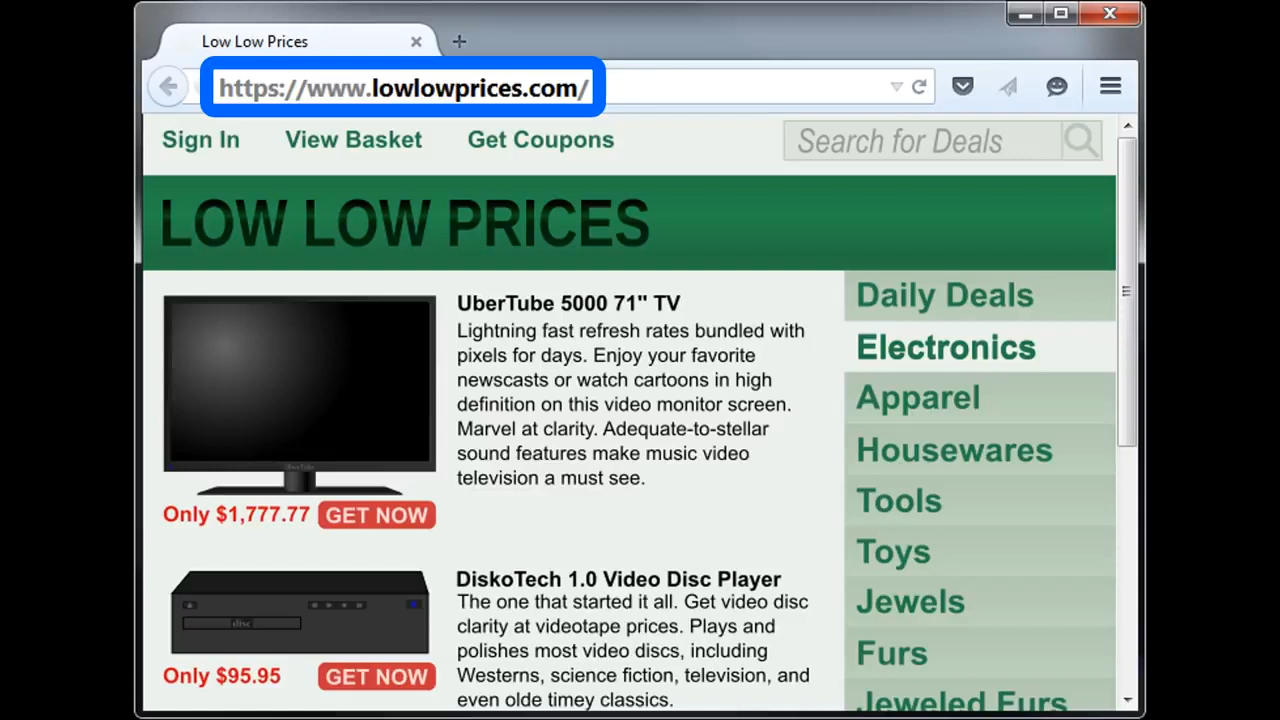 Low Low Prices
https://www.lowlowprices.com/
Sign In View Basket Get Coupons Search for Deals
LOW LOW PRICES
UberTube 5000 71" TV
Lightning fast refresh rates bundled with
pixels for days. Enjoy your favorite
newscasts or watch cartoons in high
definition on this video monitor screen.
Marvel at clarity. Adequate-to-stellar
sound features make music video
television a must see.
UberTube
Only $1,777.77 GET NOW
DiskoTech 1.0 Video Disc Player
The one that started it all. Get video disc
clarity at videotape prices. Plays and
polishes most video discs, including
Westerns, science fiction, television, and
even olde timey classics.
disc
Only $95.95 GET NOW
Daily Deals
Electronics
Apparel
Housewares
Tools
Toys
Jewels
Furs
Jeweled Furs